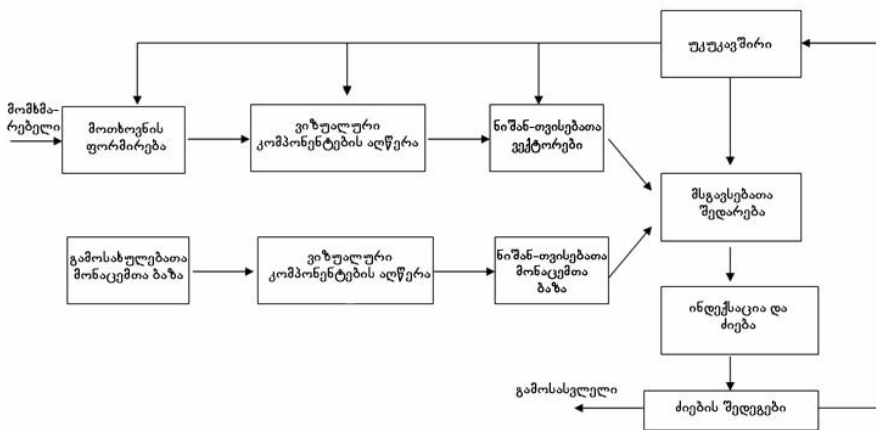 უკუკავშირი
მომხმა-
რებელი
მოთხოვნის
ფორმირება
ვიზუალური
კომპონენტების აღწერა
ნიშან-თვისებათა
ვექტორები
მსგავსებათა
შედარება
გამოსახულებათა
მონაცემთა ბაზა
ვიზუალური
კომპონენტების აღწერა
ნიშან-თვისებათა
მონაცემთა
ბაზა
ინდექსაცია და
ძიება
გამოსასვლელი
ძიების შედეგები